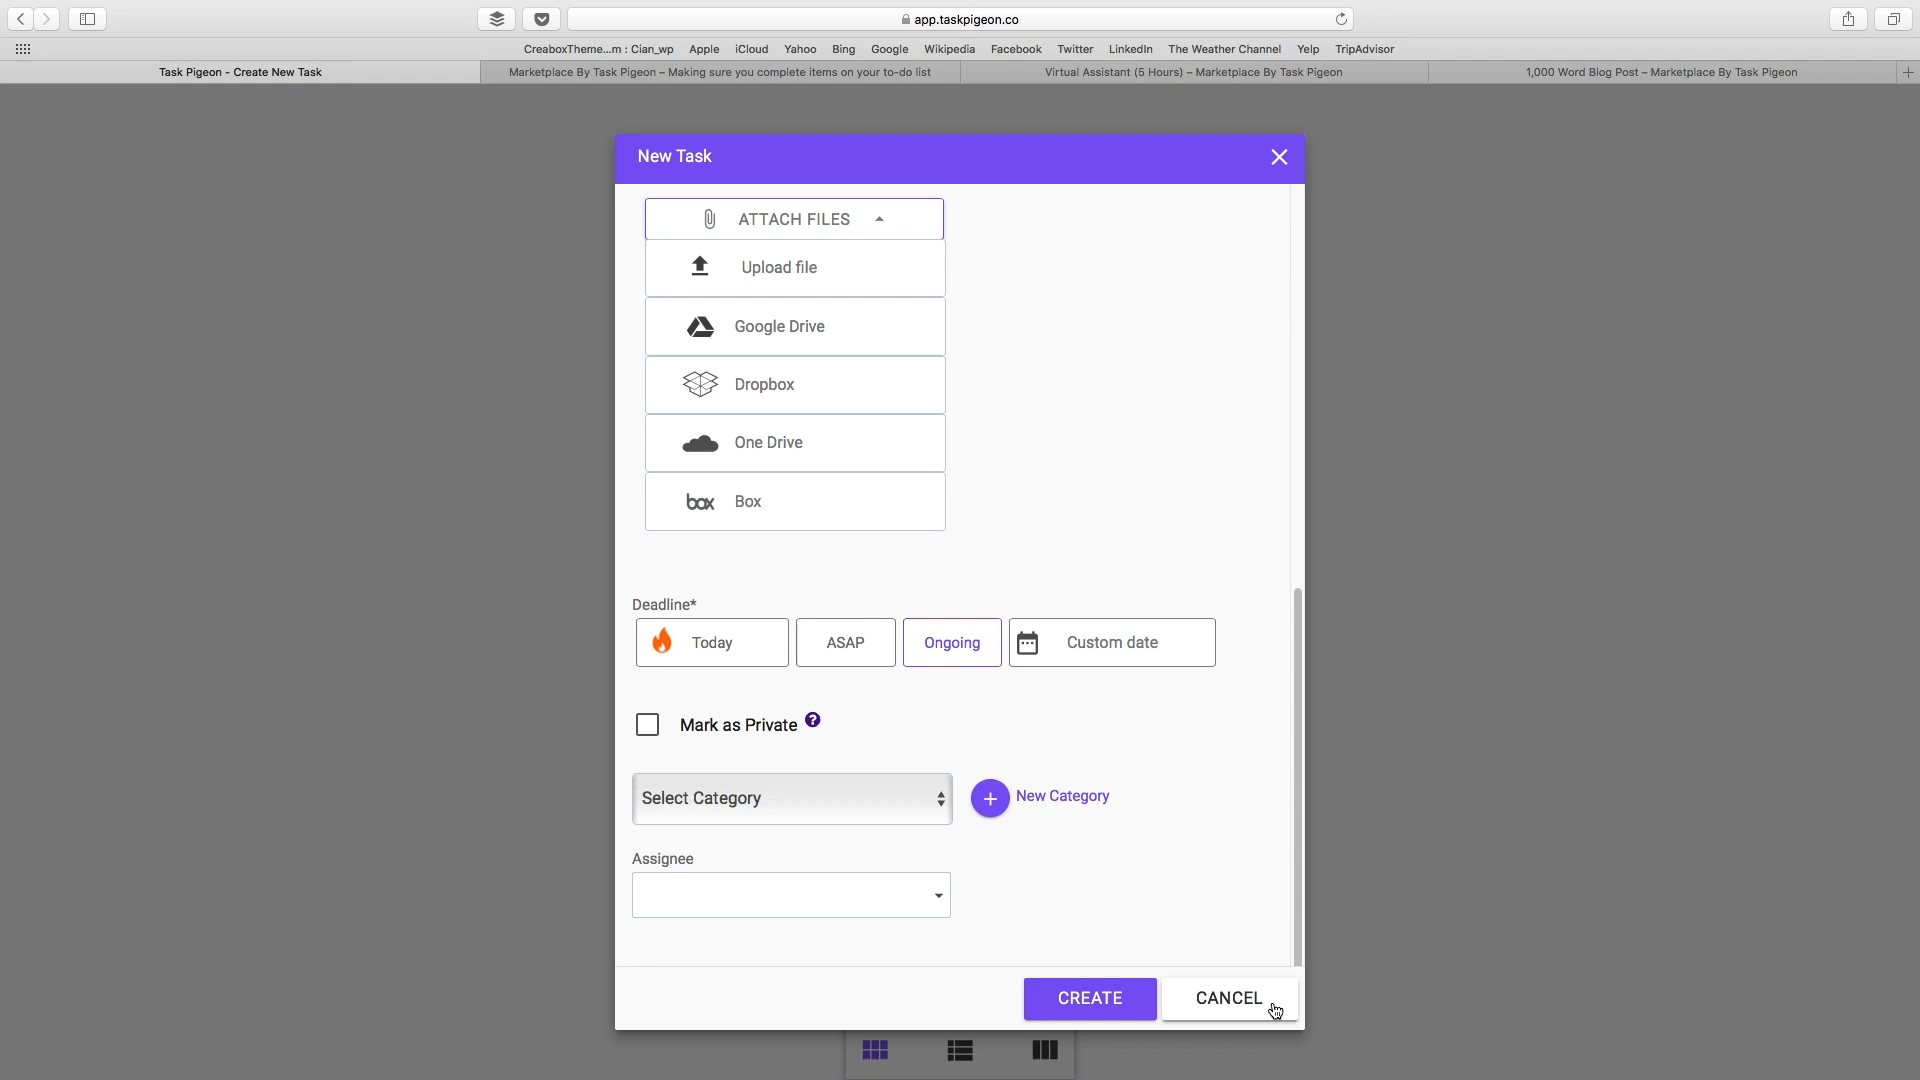 app.taskpigeon.co
CreaboxTheme...m : Cian_wp Apple iCloud Yahoo Bing Google Wikipedia Facebook Twitter LinkedIn The Weather Channel Yelp TripAdvisor
Task Pigeon - Create New Task Marketplace By Task Pigeon – Making sure you complete items on your to-do list Virtual Assistant (5 Hours) – Marketplace By Task Pigeon 1,000 Word Blog Post – Marketplace By Task Pigeon
New Task
ATTACH FILES
Upload file
Google Drive
Dropbox
One Drive
box Box
Deadline*
Today ASAP Ongoing Custom date
Mark as Private ?
Select Category + New Category
Assignee
CREATE CANCEL